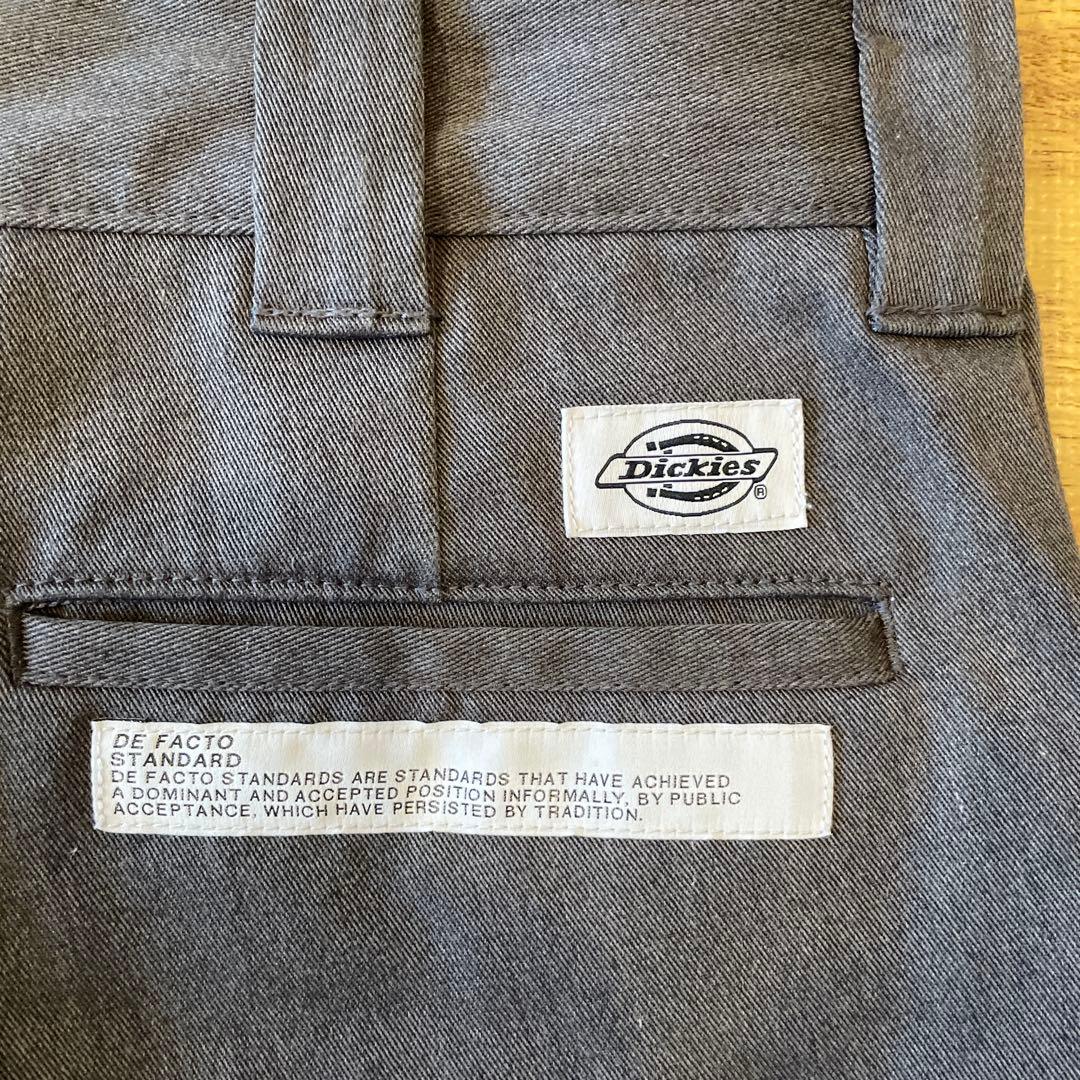 Dickies
®
DE FACTO
STANDARD
DE FACTO STANDARDS ARE STANDARDS THAT HAVE ACHIEVED
A DOMINANT AND ACCEPTED POSITION INFORMALLY, BY PUBLIC
ACCEPTANCE, WHICH HAVE PERSISTED BY TRADITION.